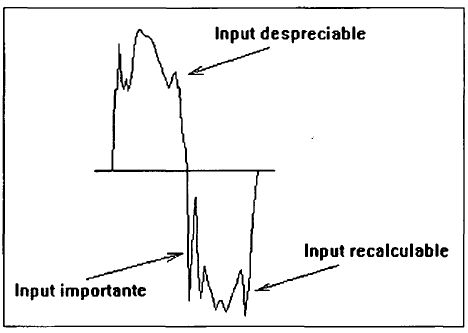 Input despreciable
Input recalculable
Input importante